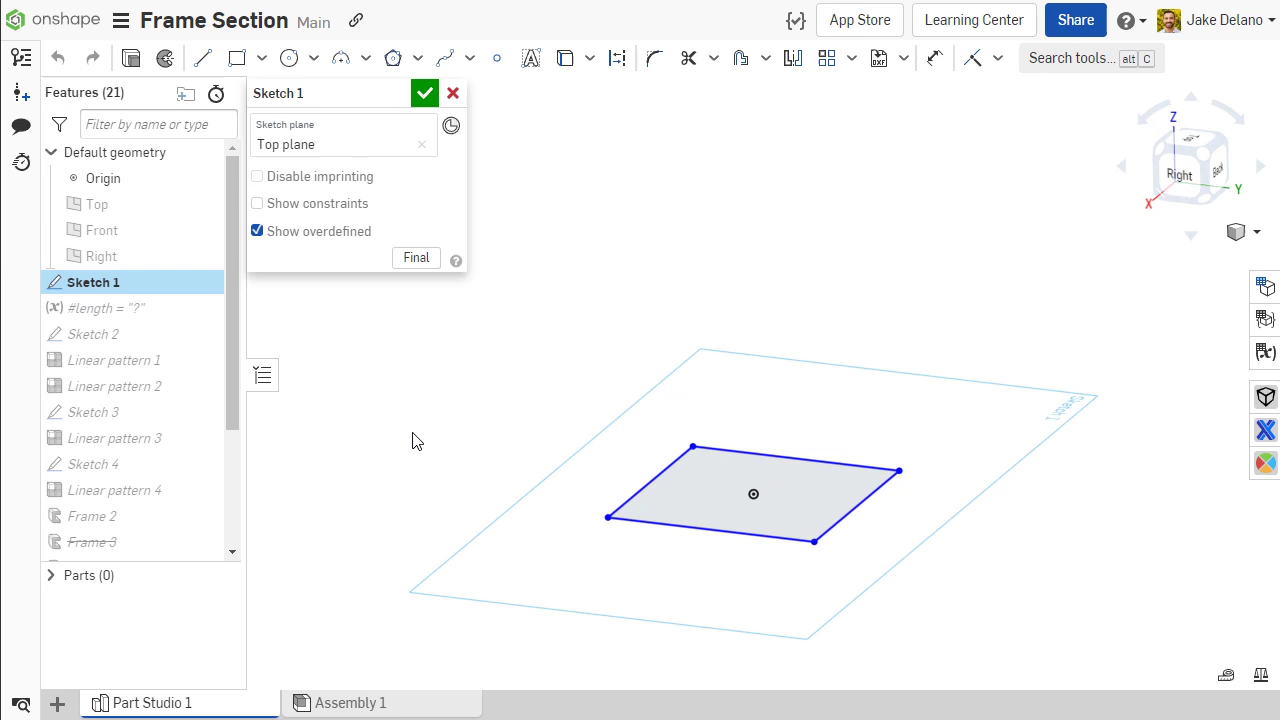 onshape Frame Section Main App Store Learning Center Share Jake Delano
Search tools... alt C
Features (21)
Filter by name or type
Default geometry
Origin
Top
Front
Right
Sketch 1
(x) #length = "?"
Sketch 2
Linear pattern 1
Linear pattern 2
Sketch 3
Linear pattern 3
Sketch 4
Linear pattern 4
Frame 2
Frame 3
Parts (0)
Sketch 1
Sketch plane
Top plane
Disable imprinting
Show constraints
Show overdefined
Final
Sketch 1
Z
Right
Back
Y
X
Part Studio 1
Assembly 1